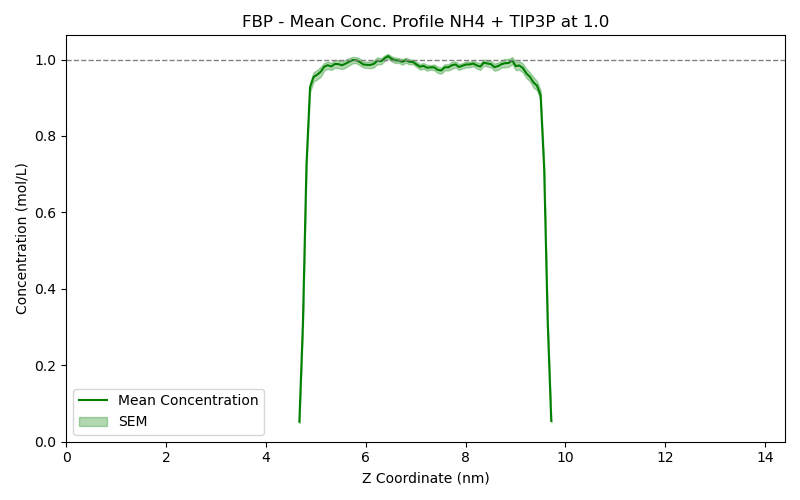 FBP - Mean Conc. Profile NH4 + TIP3P at 1.0
Concentration (mol/L)
1.0
0.8
0.6
0.4
0.2
0.0
Mean Concentration
SEM
0 2 4 6 8 10 12 14
Z Coordinate (nm)